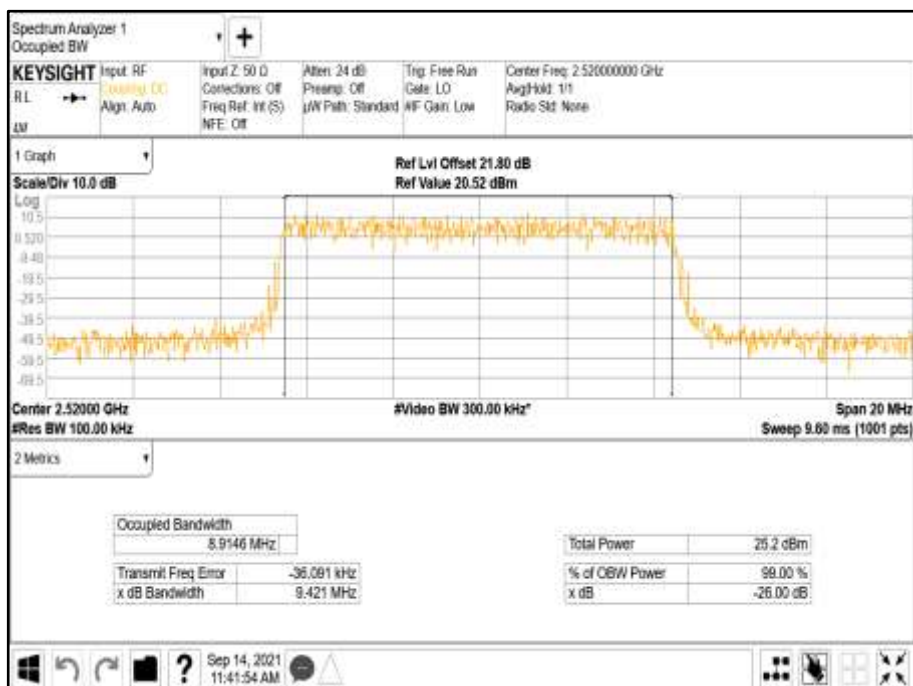 Spectrum Analyzer 1
Occupied BW
+
KEYSIGHT
RL
Input: RF
Coupling: DC
Align: Auto
Input Z: 50 Ω
Corrections: Off
Freq Ref: Int (S)
NFE: Off
Atten: 24 dB
Preamp: Off
µW Path: Standard
Trig: Free Run
Gate: LO
#IF Gain: Low
Center Freq: 2.520000000 GHz
Avg|Hold: 1/1
Radio Std: None
1 Graph
Scale/Div 10.0 dB
Ref Lvl Offset 21.80 dB
Ref Value 20.52 dBm
Log
10.5
0.520
-9.48
-19.5
-29.5
-39.5
-49.5
-59.5
-69.5
Center 2.52000 GHz
#Res BW 100.00 kHz
#Video BW 300.00 kHz*
Span 20 MHz
Sweep 9.60 ms (1001 pts)
2 Metrics
Occupied Bandwidth
8.9146 MHz
Transmit Freq Error -36.091 kHz
x dB Bandwidth 9.421 MHz
Total Power 25.2 dBm
% of OBW Power 99.00 %
x dB -26.00 dB
?
Sep 14, 2021
11:41:54 AM